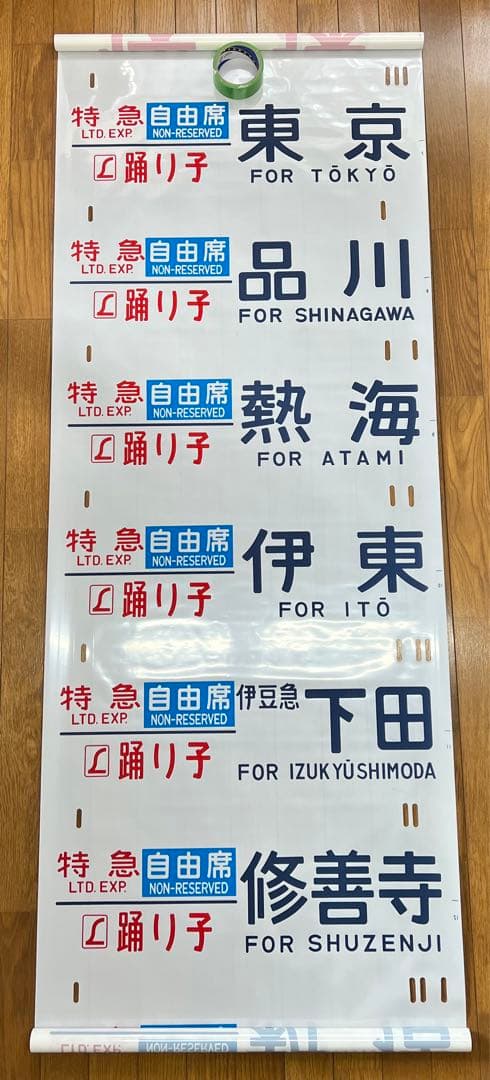 特急 自由席 東京
LTD. EXP. NON-RESERVED
L 踊り子 FOR TŌKYŌ
特急 自由席 品川
LTD. EXP. NON-RESERVED
L 踊り子 FOR SHINAGAWA
特急 自由席 熱海
LTD. EXP. NON-RESERVED
L 踊り子 FOR ATAMI
特急 自由席 伊東
LTD. EXP. NON-RESERVED
L 踊り子 FOR ITŌ
特急 自由席 伊豆急下田
LTD. EXP. NON-RESERVED
L 踊り子 FOR IZUKYŪSHIMODA
特急 自由席 修善寺
LTD. EXP. NON-RESERVED
L 踊り子 FOR SHUZENJI
LTD. EXP. NON-RESERVED